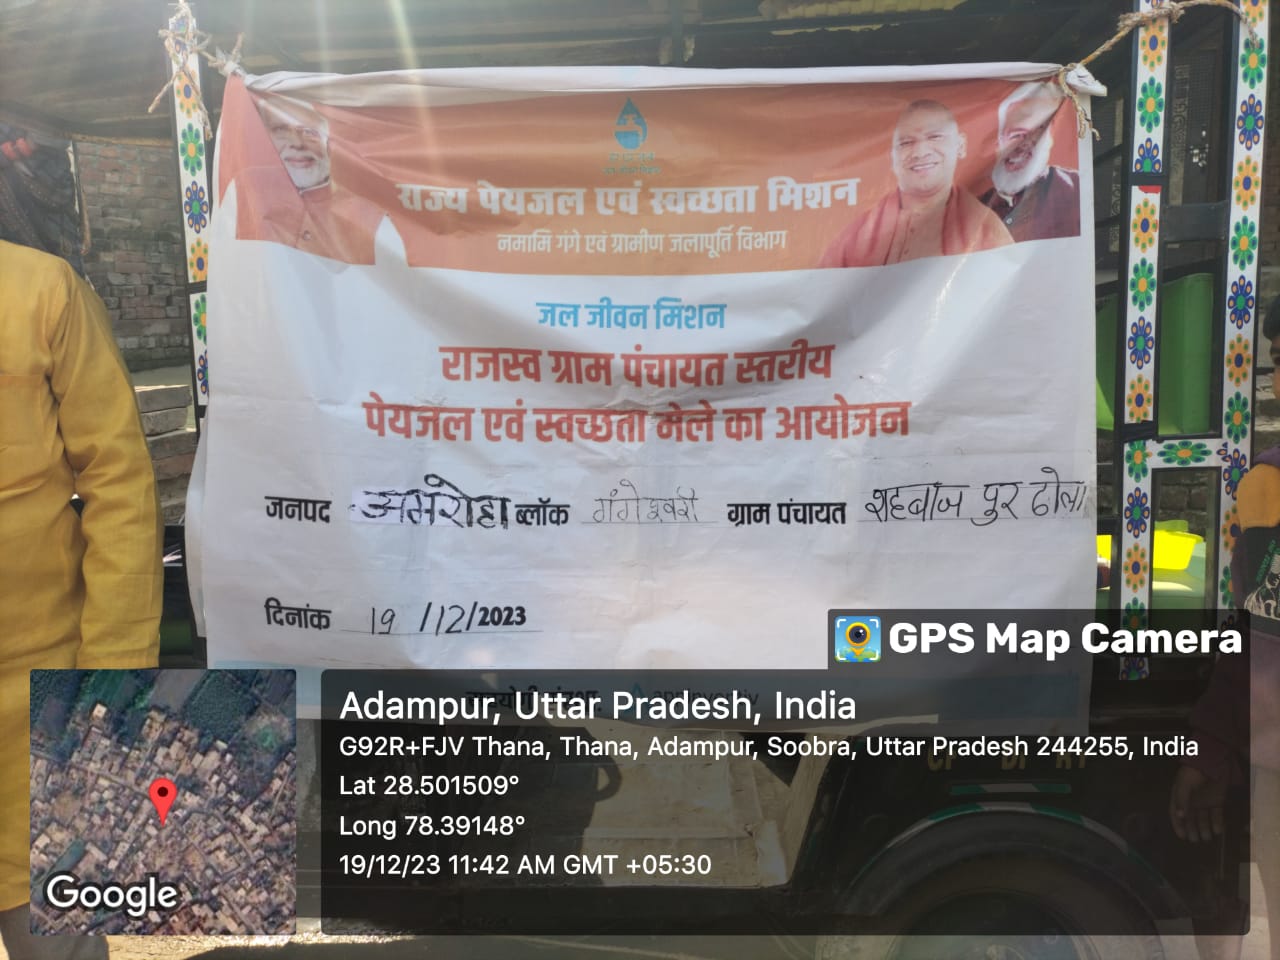 राज्य पेयजल एवं स्वच्छता मिशन
नमामि गंगे एवं ग्रामीण जलापूर्ति विभाग
जल जीवन मिशन
राजस्व ग्राम पंचायत स्तरीय
पेयजल एवं स्वच्छता मेले का आयोजन
जनपद अमरोहा ब्लॉक गंगेश्वरी ग्राम पंचायत शहबाज पुर ढोला
दिनांक 19/12/2023
GPS Map Camera
Adampur, Uttar Pradesh, India
G92R+FJV Thana, Thana, Adampur, Soobra, Uttar Pradesh 244255, India
Lat 28.501509°
Long 78.39148°
19/12/23 11:42 AM GMT +05:30
Google